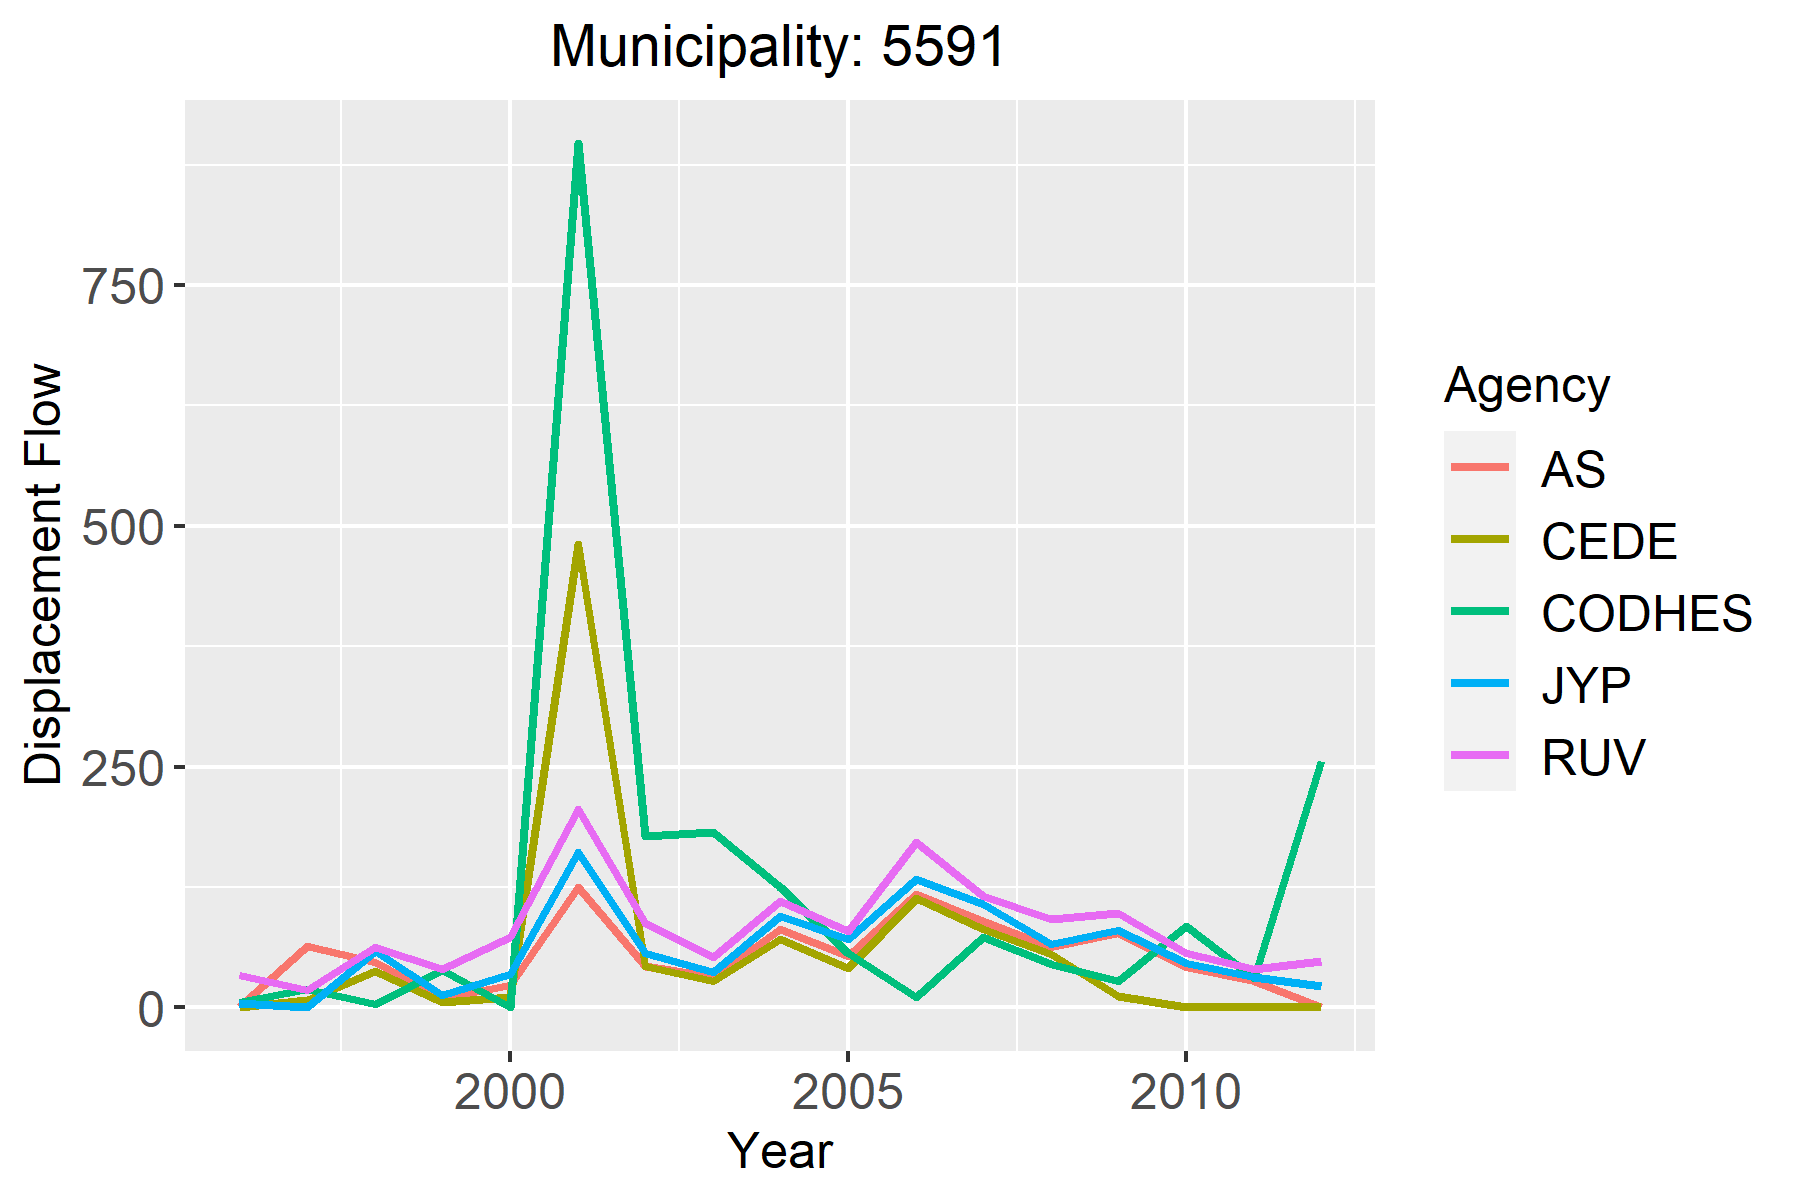 Municipality: 5591
Displacement Flow
750
500
250
0
2000 2005 2010
Year
Agency
AS
CEDE
CODHES
JYP
RUV